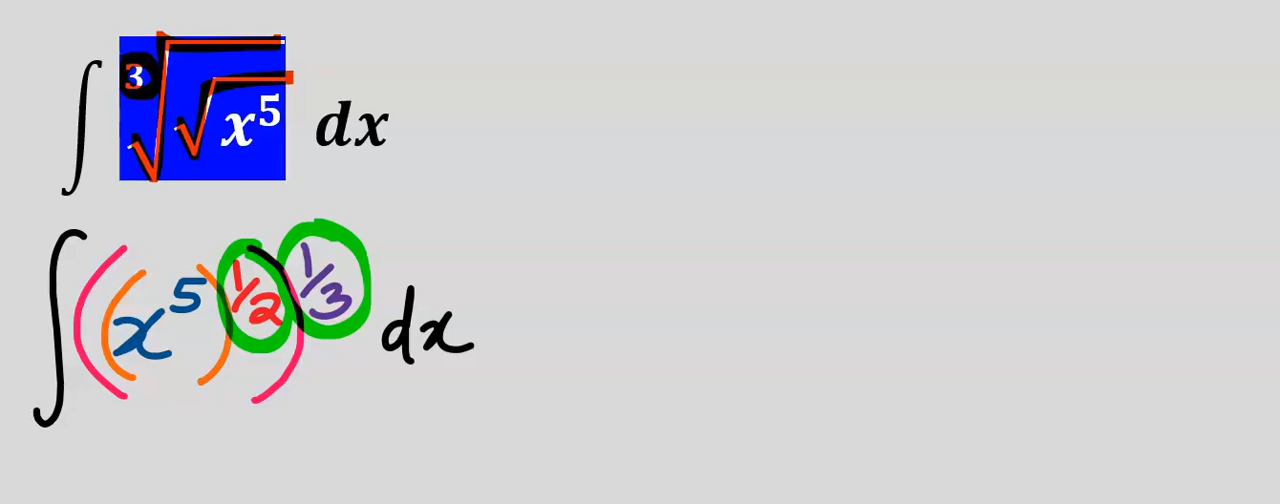 ∫ ∛√x⁵ dx
∫ ((x⁵)^1/2)^1/3 dx